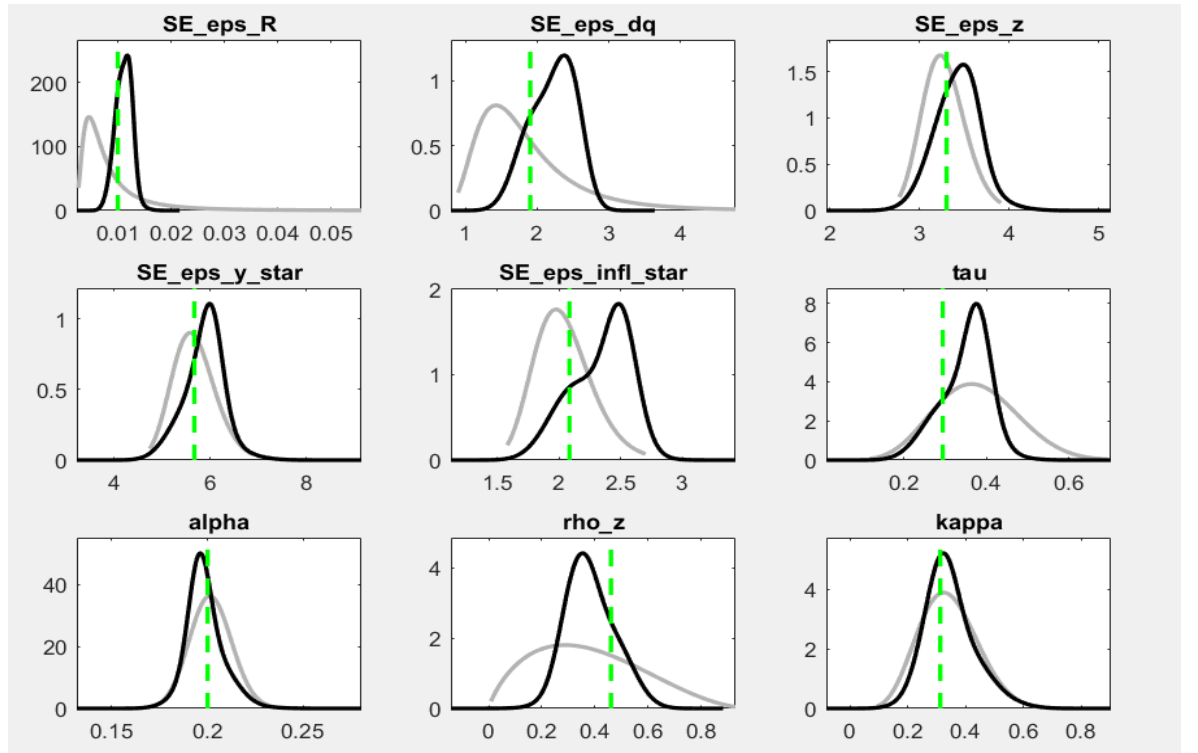 SE_eps_R SE_eps_dq SE_eps_z
200
100
0
0.01 0.02 0.03 0.04 0.05
1
0.5
0
1 2 3 4
1.5
1
0.5
0
2 3 4 5
SE_eps_y_star SE_eps_infl_star tau
1
0.5
0
4 6 8
2
1
0
1.5 2 2.5 3
8
6
4
2
0
0.2 0.4 0.6
alpha rho_z kappa
40
20
0
0.15 0.2 0.25
4
2
0
0 0.2 0.4 0.6 0.8
4
2
0
0 0.2 0.4 0.6 0.8